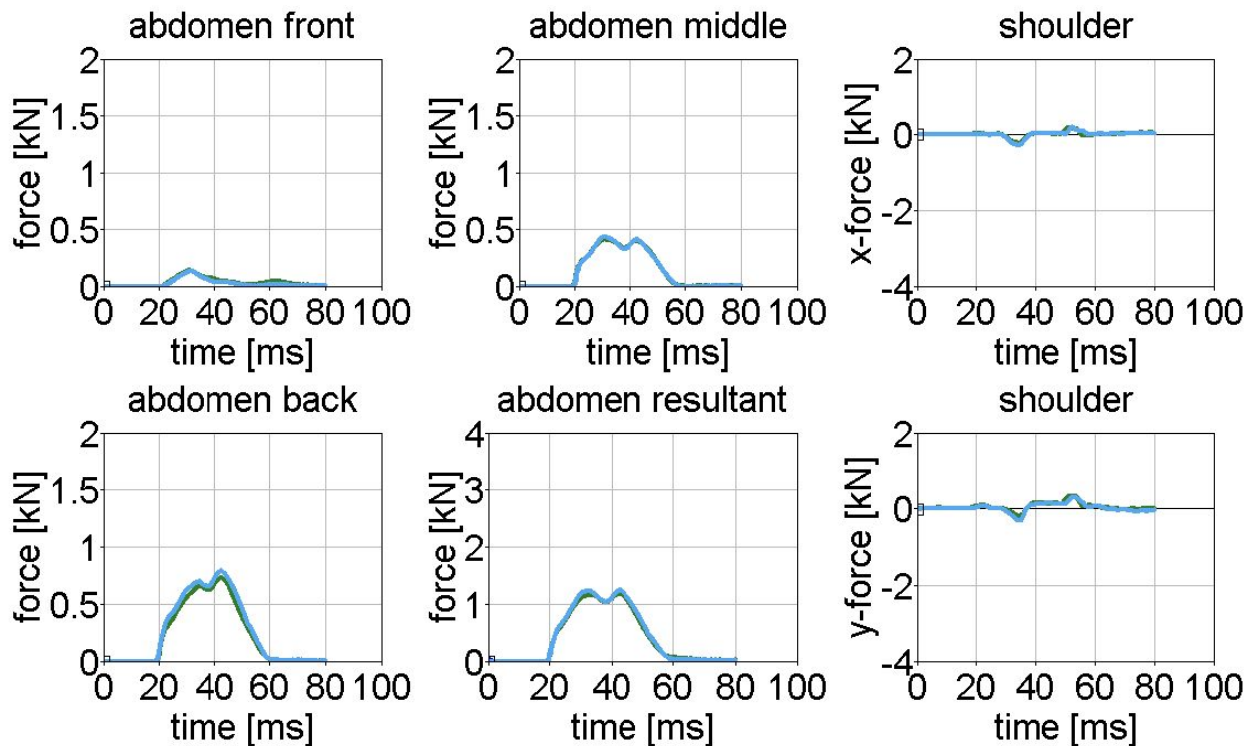 abdomen front
2
1.5
1
0.5
0
0 20 40 60 80 100
force [kN]
time [ms]
abdomen middle
2
1.5
1
0.5
0
0 20 40 60 80 100
force [kN]
time [ms]
shoulder
2
0
-2
-4
0 20 40 60 80 100
x-force [kN]
time [ms]
abdomen back
2
1.5
1
0.5
0
0 20 40 60 80 100
force [kN]
time [ms]
abdomen resultant
4
3
2
1
0
0 20 40 60 80 100
force [kN]
time [ms]
shoulder
2
0
-2
-4
0 20 40 60 80 100
y-force [kN]
time [ms]